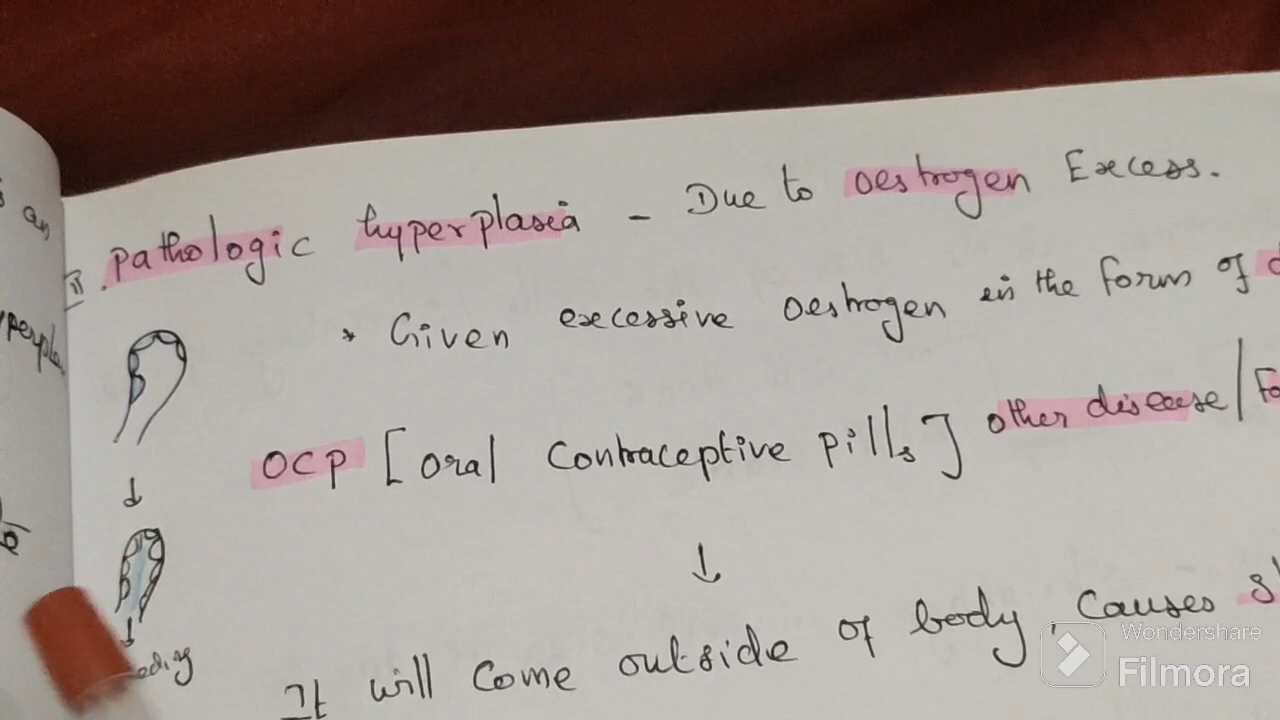 an
ii. pathologic hyperplasia - Due to oestrogen Excess.
* Given excessive oestrogen in the form of
OCP [oral contraceptive pills] other disease /
↓
It will come outside of body, causes
Wondershare
Filmora